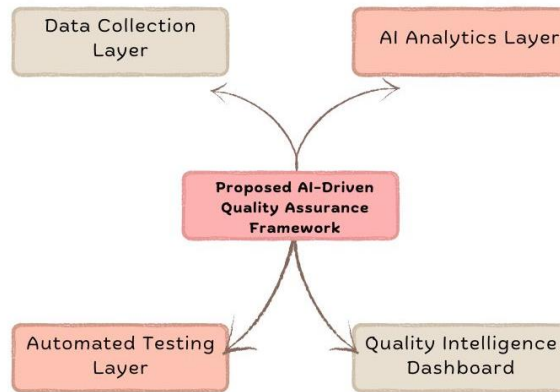 Data Collection
Layer
AI Analytics Layer
Proposed AI-Driven
Quality Assurance
Framework
Automated Testing
Layer
Quality Intelligence
Dashboard